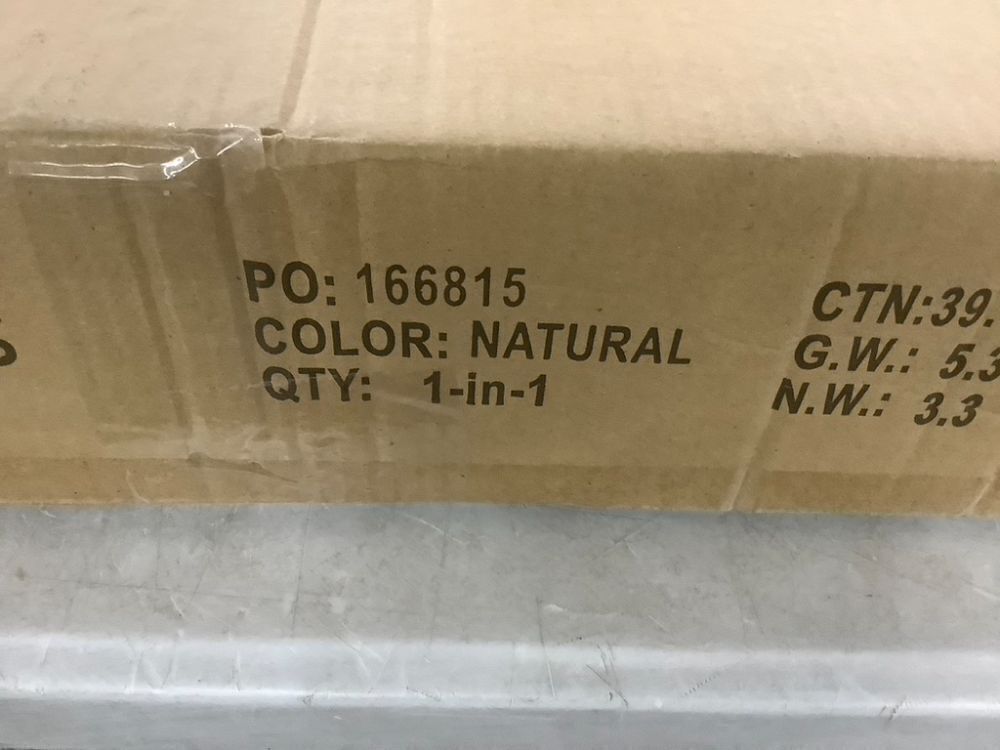 PO: 166815
COLOR: NATURAL
QTY: 1-in-1
CTN:39.
G.W.: 5.3
N.W.: 3.3